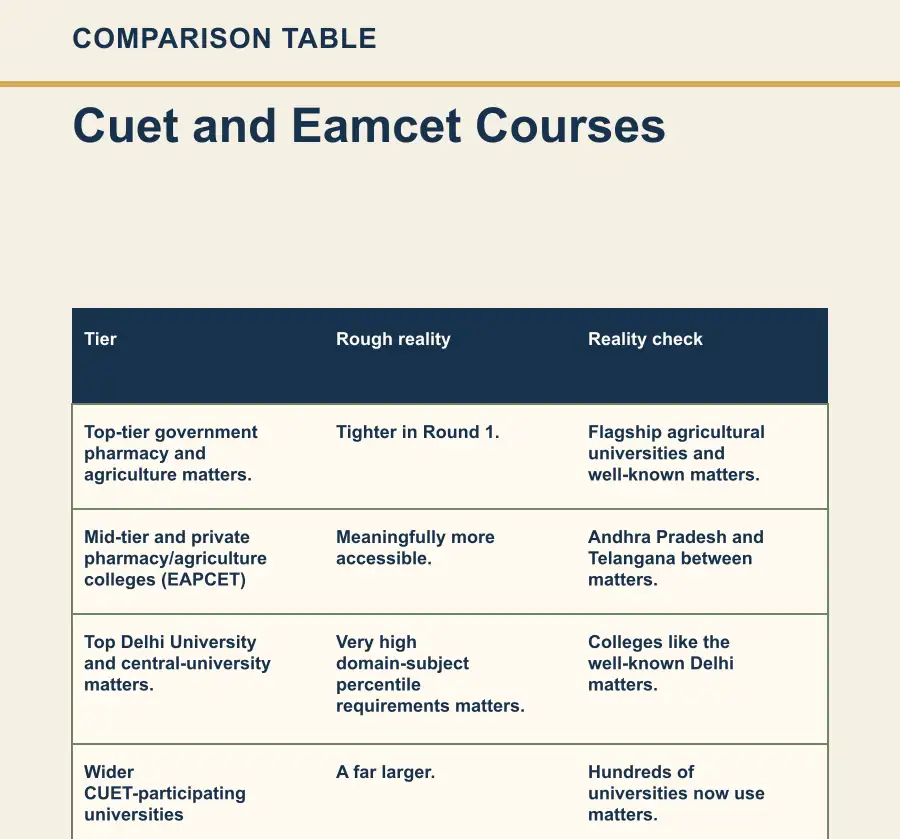 COMPARISON TABLE
Cuet and Eamcet Courses
Tier
Rough reality
Reality check
Top-tier government
pharmacy and
agriculture matters.
Tighter in Round 1.
Flagship agricultural
universities and
well-known matters.
Mid-tier and private
pharmacy/agriculture
colleges (EAPCET)
Meaningfully more
accessible.
Andhra Pradesh and
Telangana between
matters.
Top Delhi University
and central-university
matters.
Very high
domain-subject
percentile
requirements matters.
Colleges like the
well-known Delhi
matters.
Wider
CUET-participating
universities
A far larger.
Hundreds of
universities now use
matters.